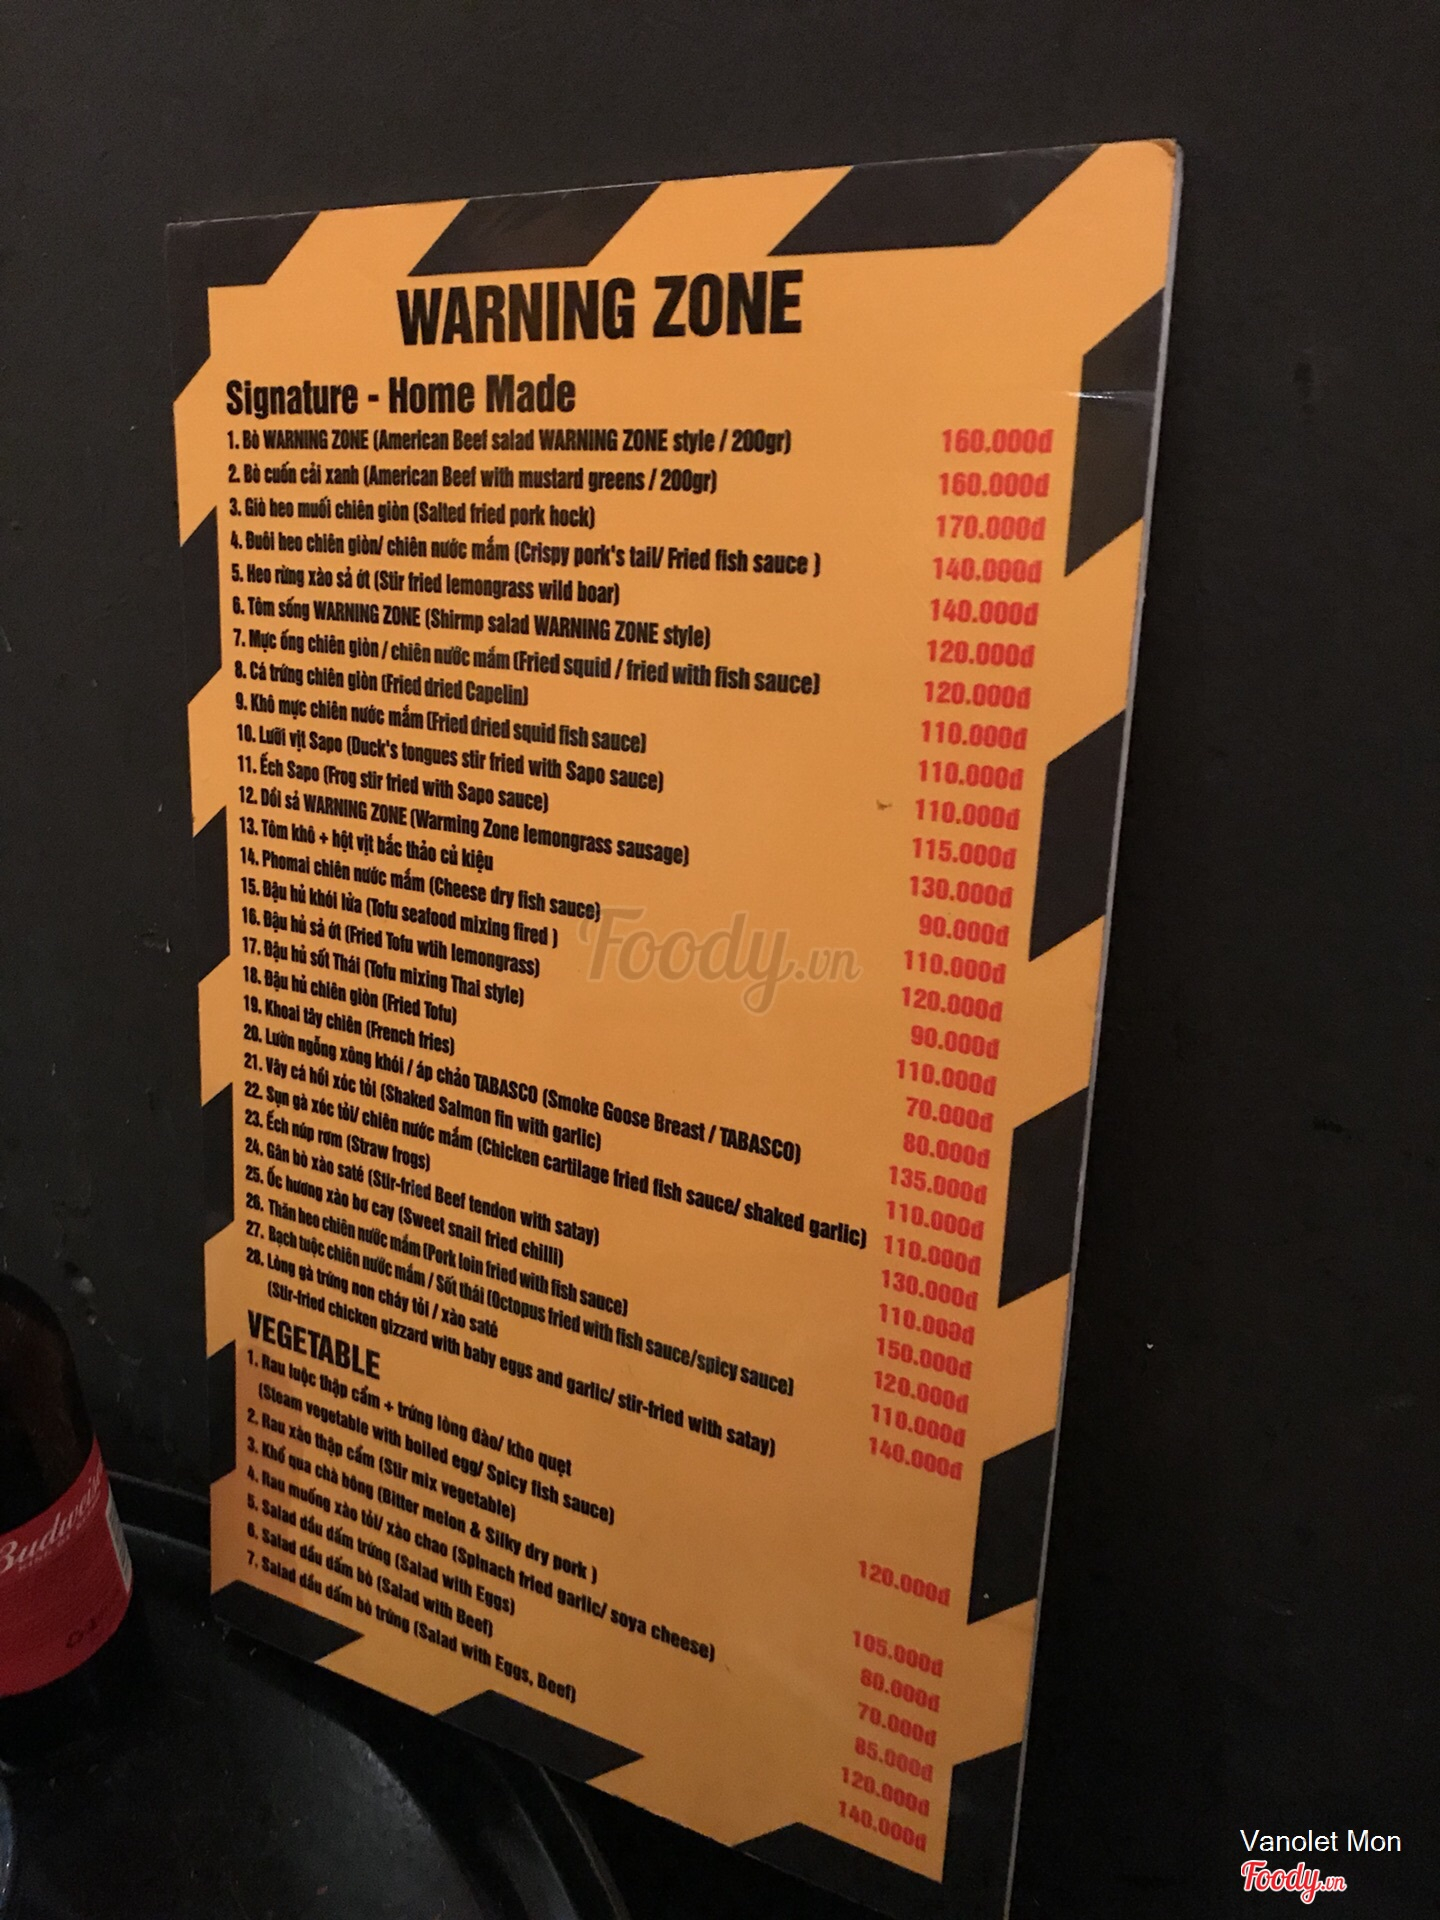 WARNING ZONE
Signature - Home Made
1. Bò WARNING ZONE (American Beef salad WARNING ZONE style / 200gr) 160.000đ
2. Bò cuốn cải xanh (American Beef with mustard greens / 200gr) 160.000đ
3. Giò heo muối chiên giòn (Salted fried pork hock) 170.000đ
4. Đuôi heo chiên giòn/ chiên nước mắm (Crispy pork's tail/ Fried fish sauce ) 140.000đ
5. Heo rừng xào sả ớt (Stir fried lemongrass wild boar) 140.000đ
6. Tôm sống WARNING ZONE (Shirmp salad WARNING ZONE style) 120.000đ
7. Mực ống chiên giòn / chiên nước mắm (Fried squid / fried with fish sauce) 120.000đ
8. Cá trứng chiên giòn (Fried dried Capelin) 110.000đ
9. Khô mực chiên nước mắm (Fried dried squid fish sauce) 110.000đ
10. Lưỡi vịt Sapo (Duck's tongues stir fried with Sapo sauce) 110.000đ
11. Ếch Sapo (Frog stir fried with Sapo sauce) 115.000đ
12. Dồi sả WARNING ZONE (Warming Zone lemongrass sausage) 130.000đ
13. Tôm khô + hột vịt bắc thảo củ kiệu 90.000đ
14. Phomai chiên nước mắm (Cheese dry fish sauce) 110.000đ
15. Đậu hủ khói lửa (Tofu seafood mixing fired ) 120.000đ
16. Đậu hủ sả ớt (Fried Tofu wtih lemongrass) 90.000đ
17. Đậu hủ sốt Thái (Tofu mixing Thai style) 110.000đ
18. Đậu hủ chiên giòn (Fried Tofu) 70.000đ
19. Khoai tây chiên (French fries) 80.000đ
20. Lườn ngỗng xông khói / áp chảo TABASCO (Smoke Goose Breast / TABASCO) 135.000đ
21. Vây cá hồi xóc tỏi (Shaked Salmon fin with garlic) 110.000đ
22. Sụn gà xóc tỏi/ chiên nước mắm (Chicken cartilage fried fish sauce/ shaked garlic) 110.000đ
23. Ếch núp rơm (Straw frogs) 130.000đ
24. Gân bò xào saté (Stir-fried Beef tendon with satay) 110.000đ
25. Ốc hương xào bơ cay (Sweet snail fried chilli) 150.000đ
26. Thăn heo chiên nước mắm (Pork loin fried with fish sauce) 120.000đ
27. Bạch tuộc chiên nước mắm / Sốt thái (Octopus fried with fish sauce/spicy sauce) 110.000đ
28. Lòng gà trứng non cháy tỏi / xào saté 140.000đ
(Stir-fried chicken gizzard with baby eggs and garlic/ stir-fried with satay)
VEGETABLE
1. Rau luộc thập cẩm + trứng lòng đào/ kho quẹt 120.000đ
(Steam vegetable with boiled egg/ Spicy fish sauce)
2. Rau xào thập cẩm (Stir mix vegetable) 105.000đ
3. Khổ qua chà bông (Bitter melon & Silky dry pork ) 80.000đ
4. Rau muống xào tỏi/ xào chao (Spinach fried garlic/ soya cheese) 70.000đ
5. Salad dầu dấm trứng (Salad with Eggs) 85.000đ
6. Salad dầu dấm bò (Salad with Beef) 120.000đ
7. Salad dầu dấm bò trứng (Salad with Eggs, Beef) 140.000đ
Foody.vn
Budweiser
Vanolet Mon
Foody.vn